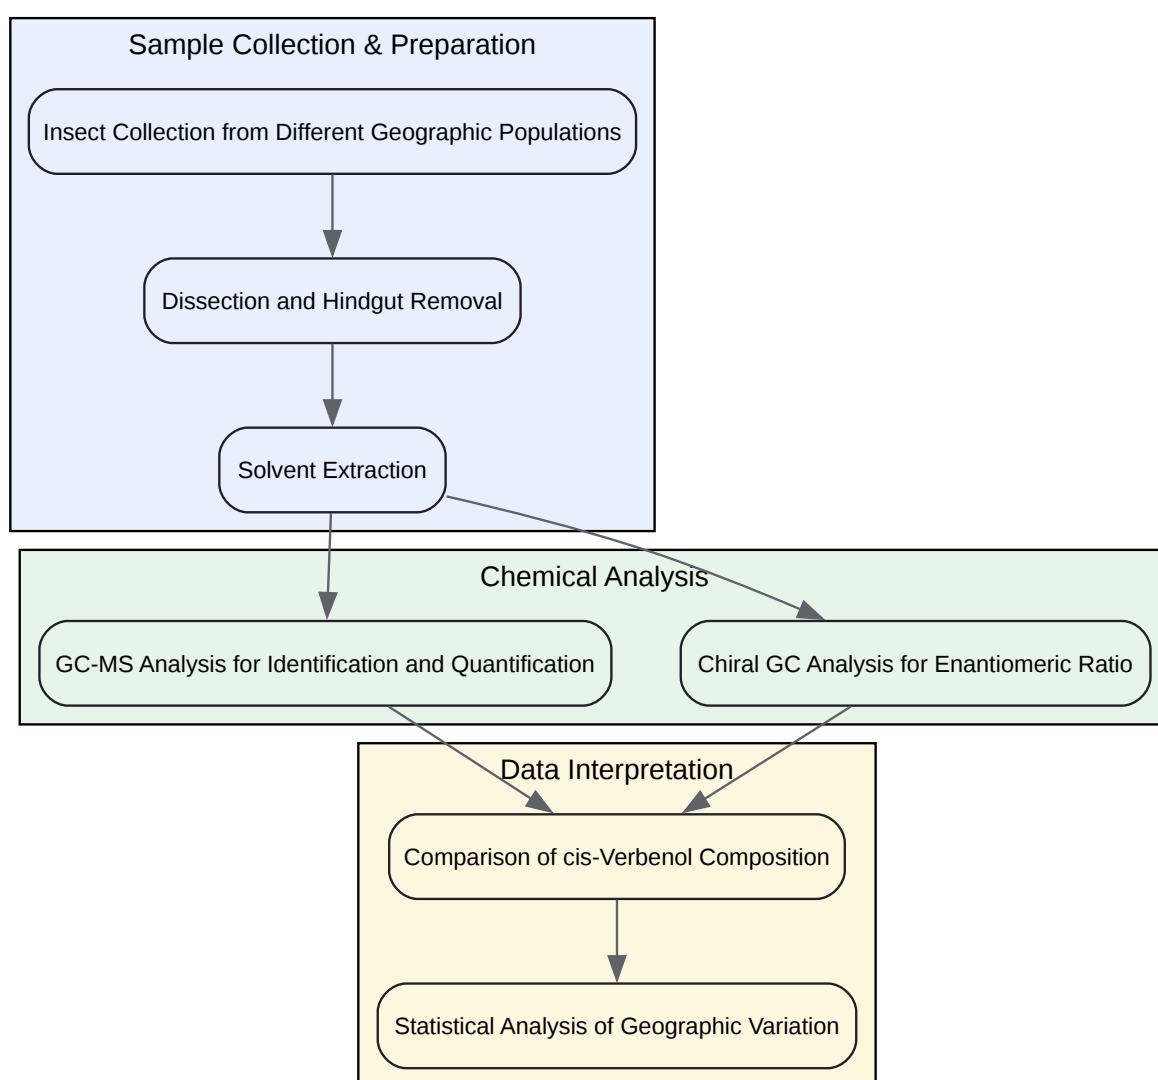 Sample Collection & Preparation
Insect Collection from Different Geographic Populations
Dissection and Hindgut Removal
Solvent Extraction
Chemical Analysis
GC-MS Analysis for Identification and Quantification
Chiral GC Analysis for Enantiomeric Ratio
Data Interpretation
Comparison of cis-Verbenol Composition
Statistical Analysis of Geographic Variation